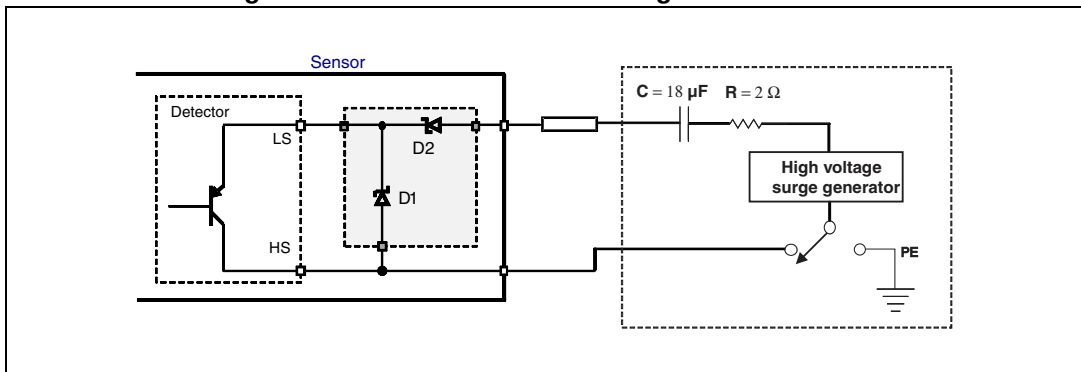 Sensor
Detector
LS
HS
D2
D1
C = 18 µF R = 2 Ω
High voltage
surge generator
PE